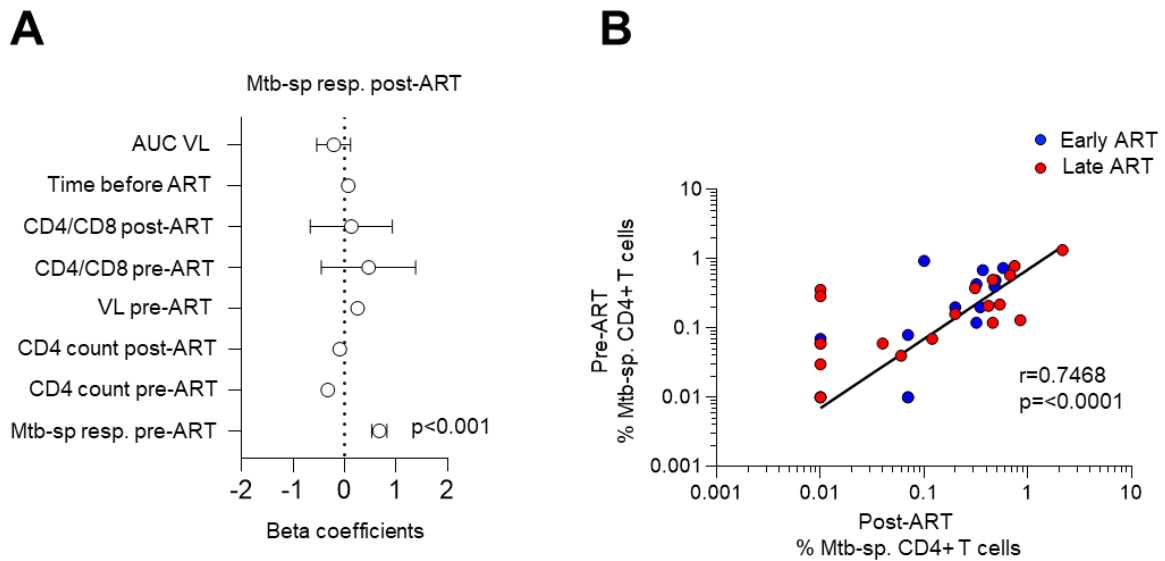 A
Mtb-sp resp. post-ART
AUC VL
Time before ART
CD4/CD8 post-ART
CD4/CD8 pre-ART
VL pre-ART
CD4 count post-ART
CD4 count pre-ART
Mtb-sp resp. pre-ART
p<0.001
-2 -1 0 1 2
Beta coefficients
B
Early ART
Late ART
Pre-ART
% Mtb-sp. CD4+ T cells
10
1
0.1
0.01
0.001
r=0.7468
p=<0.0001
0.001 0.01 0.1 1 10
Post-ART
% Mtb-sp. CD4+ T cells